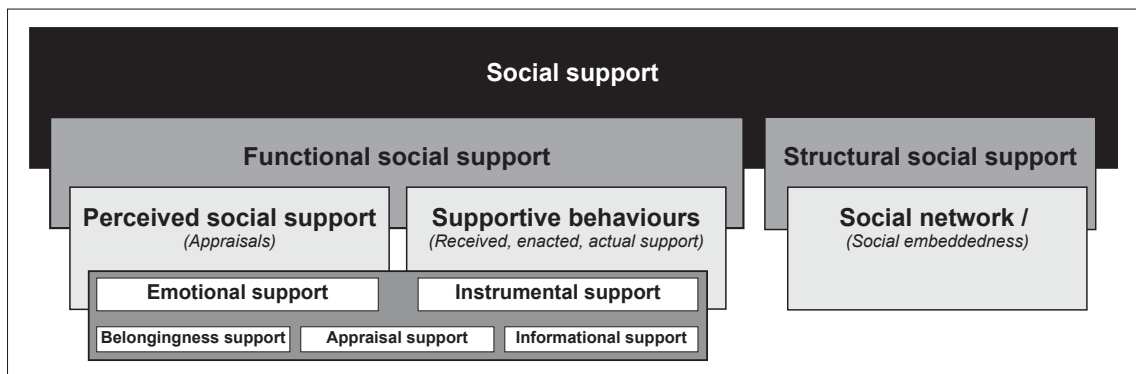 Social support
Functional social support
Structural social support
Perceived social support
(Appraisals)
Supportive behaviours
(Received, enacted, actual support)
Social network /
(Social embeddedness)
Emotional support
Instrumental support
Belongingness support
Appraisal support
Informational support